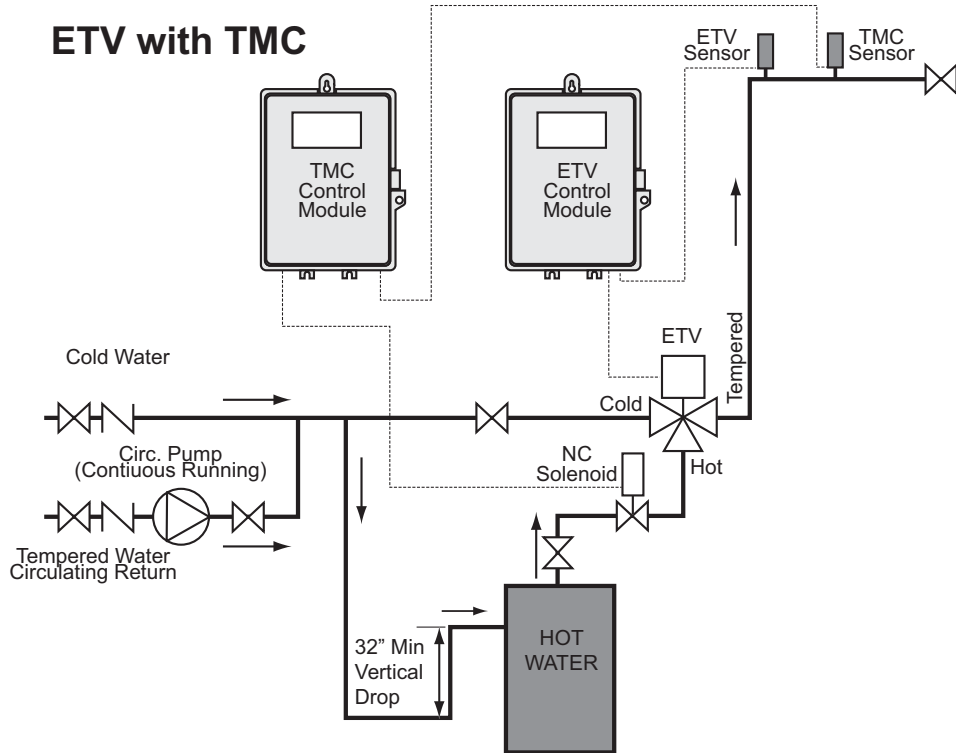 ETV with TMC
ETV
Sensor
TMC
Sensor
TMC
Control
Module
ETV
Control
Module
Cold Water
ETV
Tempered
Cold
Hot
Circ. Pump
(Contiuous Running)
NC
Solenoid
Tempered Water
Circulating Return
32” Min
Vertical
Drop
HOT
WATER